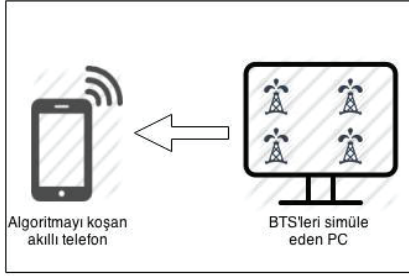 Algoritmayı koşan
akıllı telefon
BTS'leri simüle
eden PC